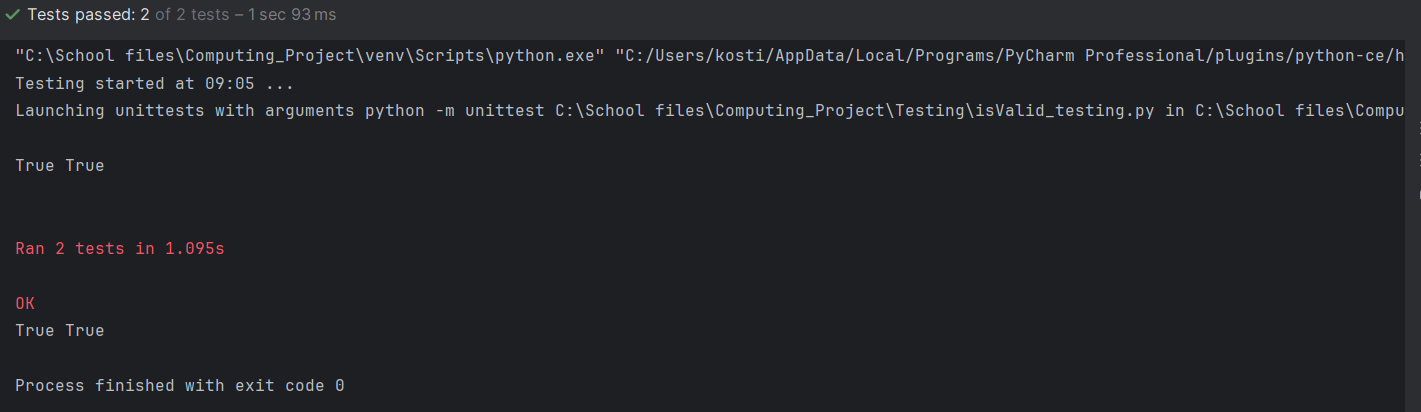 Tests passed: 2 of 2 tests – 1 sec 93 ms
"C:\School files\Computing_Project\venv\Scripts\python.exe" "C:/Users/kosti/AppData/Local/Programs/PyCharm Professional/plugins/python-ce/h
Testing started at 09:05 ...
Launching unittests with arguments python -m unittest C:\School files\Computing_Project\Testing\isValid_testing.py in C:\School files\Compu
True True
Ran 2 tests in 1.095s
OK
True True
Process finished with exit code 0